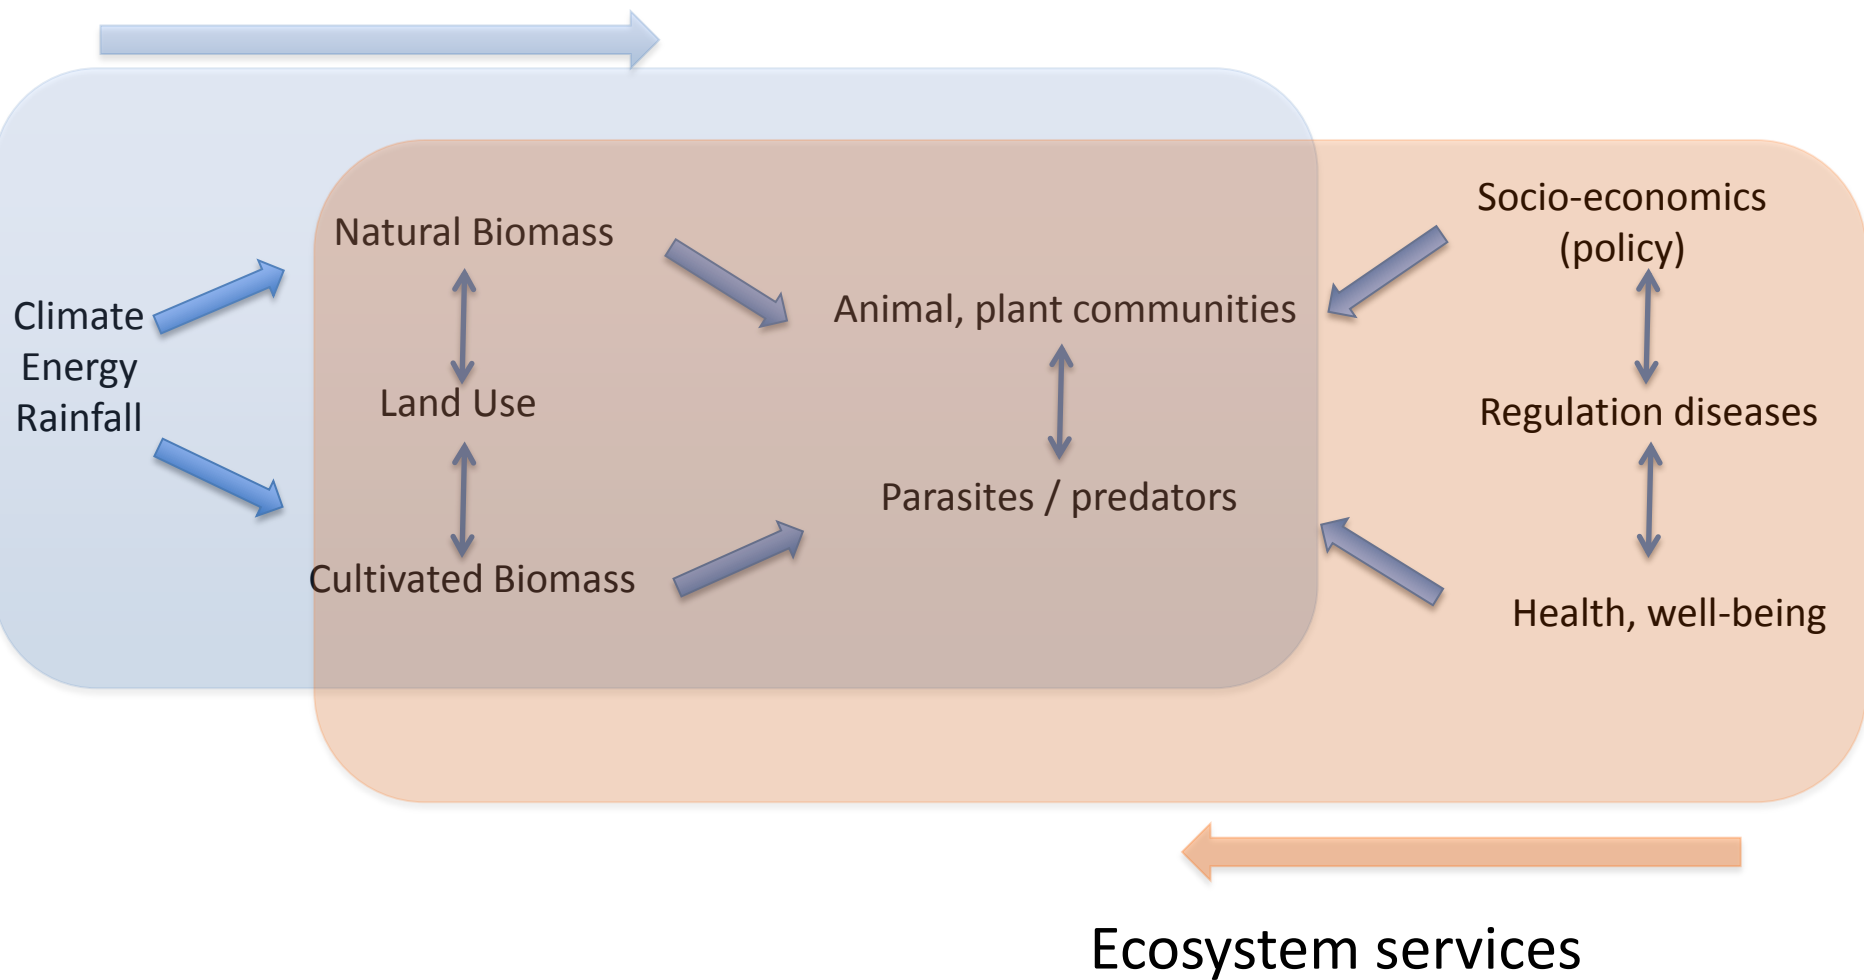 Climate
Energy
Rainfall
Natural Biomass
Land Use
Cultivated Biomass
Animal, plant communities
Parasites / predators
Socio-economics
(policy)
Regulation diseases
Health, well-being
Ecosystem services